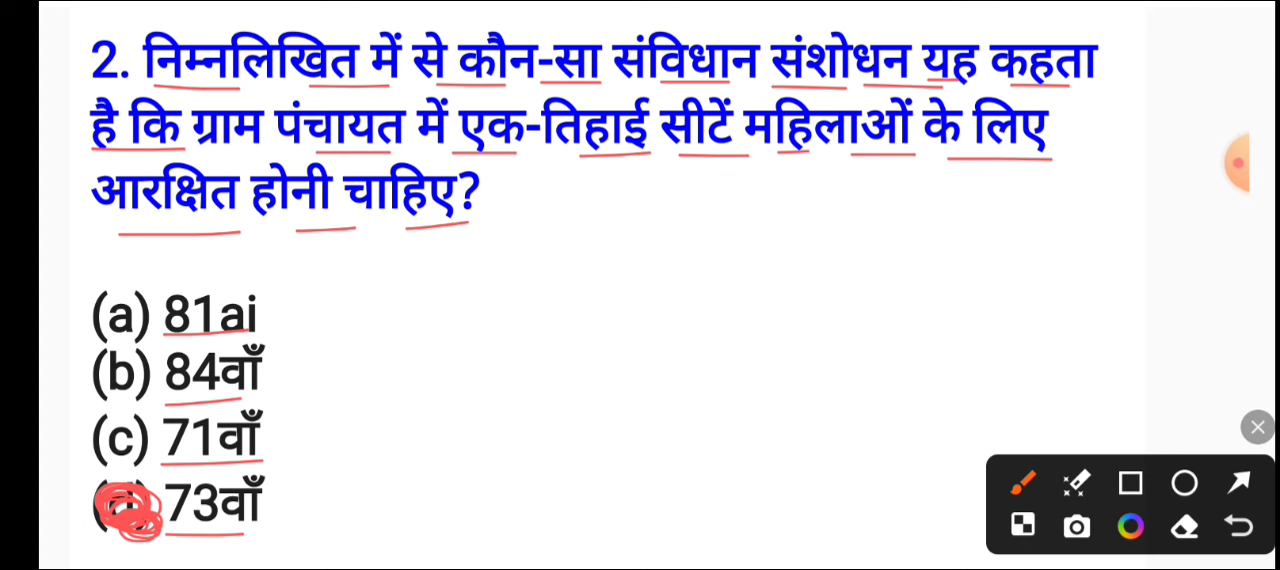 2. निम्नलिखित में से कौन-सा संविधान संशोधन यह कहता
है कि ग्राम पंचायत में एक-तिहाई सीटें महिलाओं के लिए
आरक्षित होनी चाहिए?
(a) 81ai
(b) 84वाँ
(c) 71वाँ
73वाँ